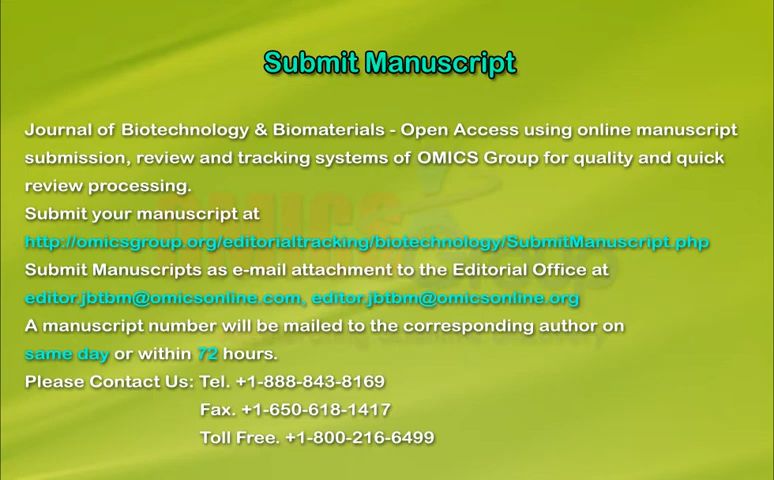 Submit Manuscript
Journal of Biotechnology & Biomaterials - Open Access using online manuscript
submission, review and tracking systems of OMICS Group for quality and quick
review processing.
Submit your manuscript at
http://omicsgroup.org/editorialtracking/biotechnology/SubmitManuscript.php
Submit Manuscripts as e-mail attachment to the Editorial Office at
editor.jbtbm@omicsonline.com, editor.jbtbm@omicsonline.org
A manuscript number will be mailed to the corresponding author on
same day or within 72 hours.
Please Contact Us: Tel. +1-888-843-8169
Fax. +1-650-618-1417
Toll Free. +1-800-216-6499
OMICS
Group